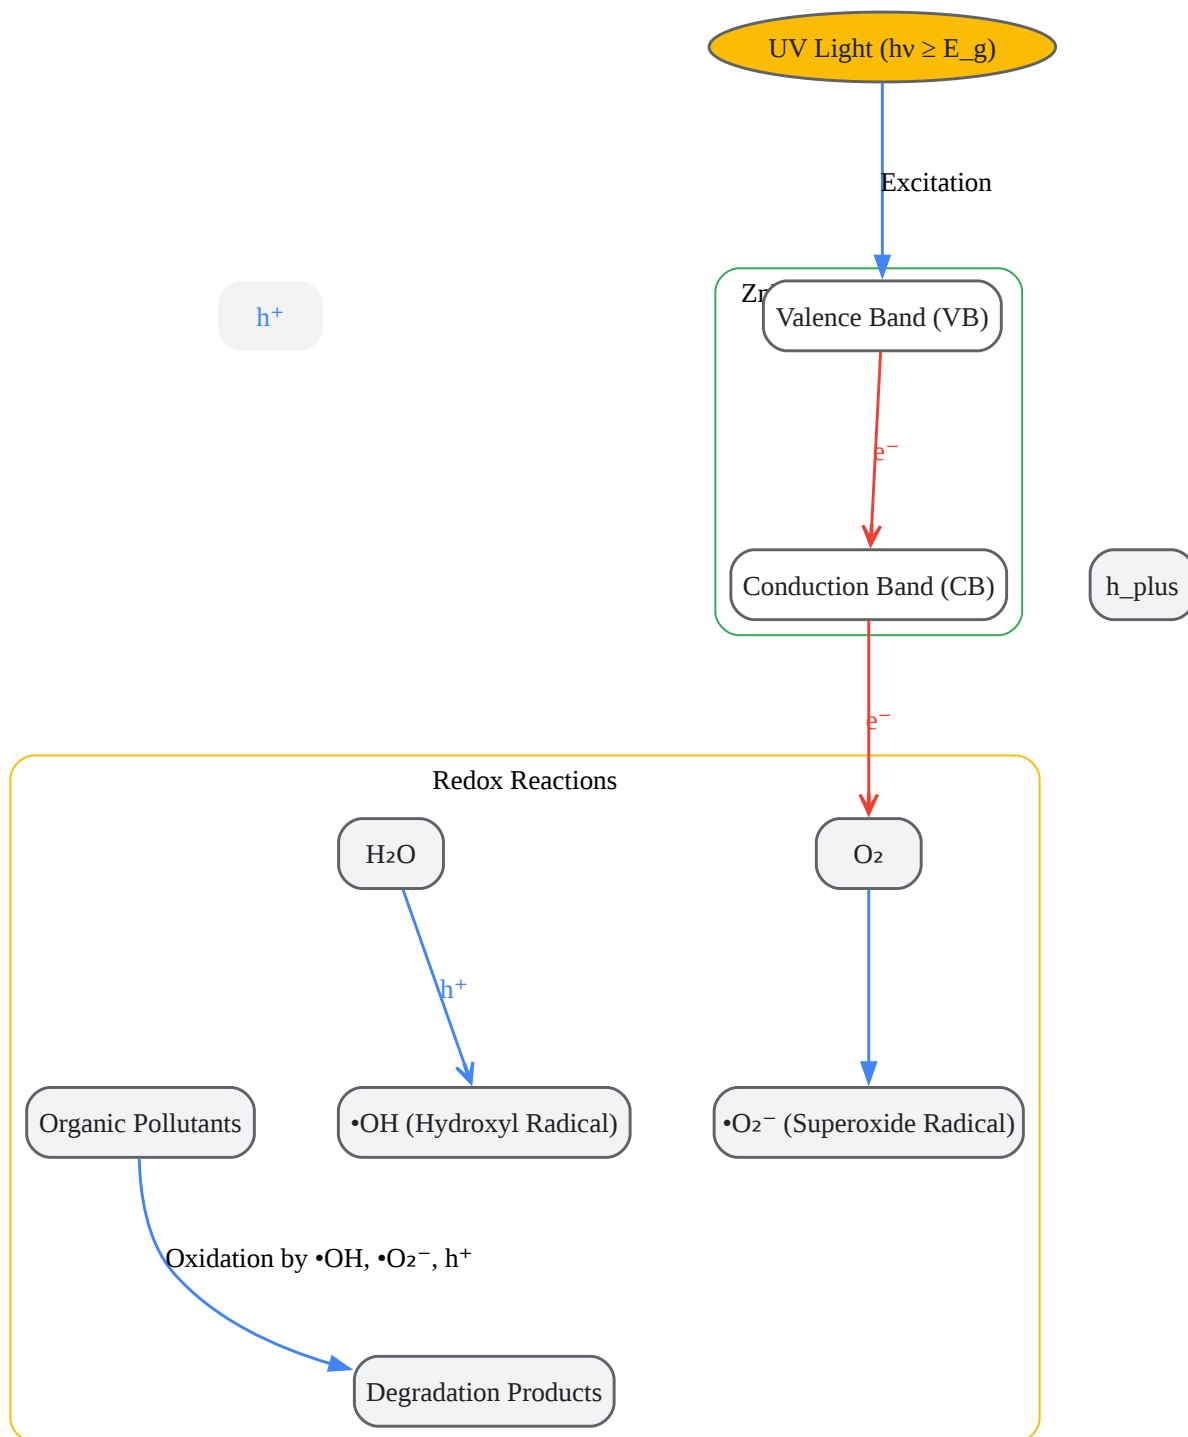 UV Light (hν ≥ E_g)
Excitation
h⁺
Valence Band (VB)
e⁻
Conduction Band (CB)
h_plus
e⁻
Redox Reactions
H₂O
O₂
h⁺
Organic Pollutants
•OH (Hydroxyl Radical)
•O₂⁻ (Superoxide Radical)
Oxidation by •OH, •O₂⁻, h⁺
Degradation Products